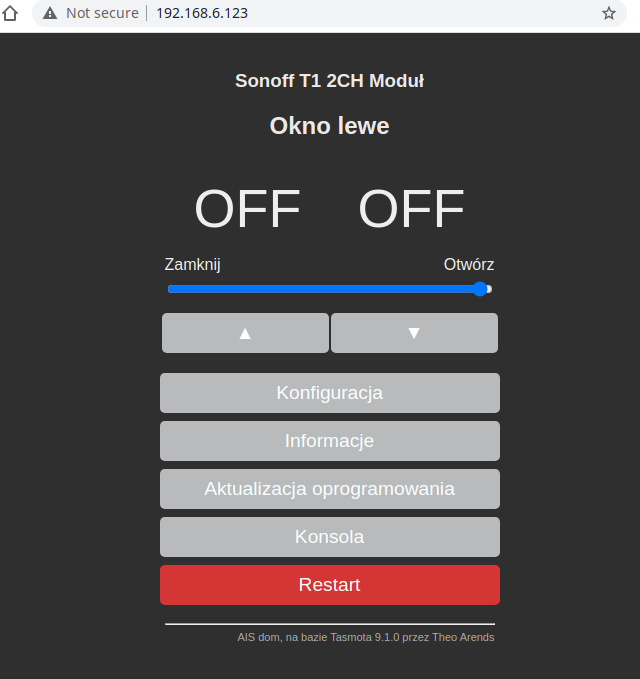 Not secure 192.168.6.123
Sonoff T1 2CH Moduł
Okno lewe
OFF OFF
Zamknij Otwórz
▲ ▼
Konfiguracja
Informacje
Aktualizacja oprogramowania
Konsola
Restart
AIS dom, na bazie Tasmota 9.1.0 przez Theo Arends